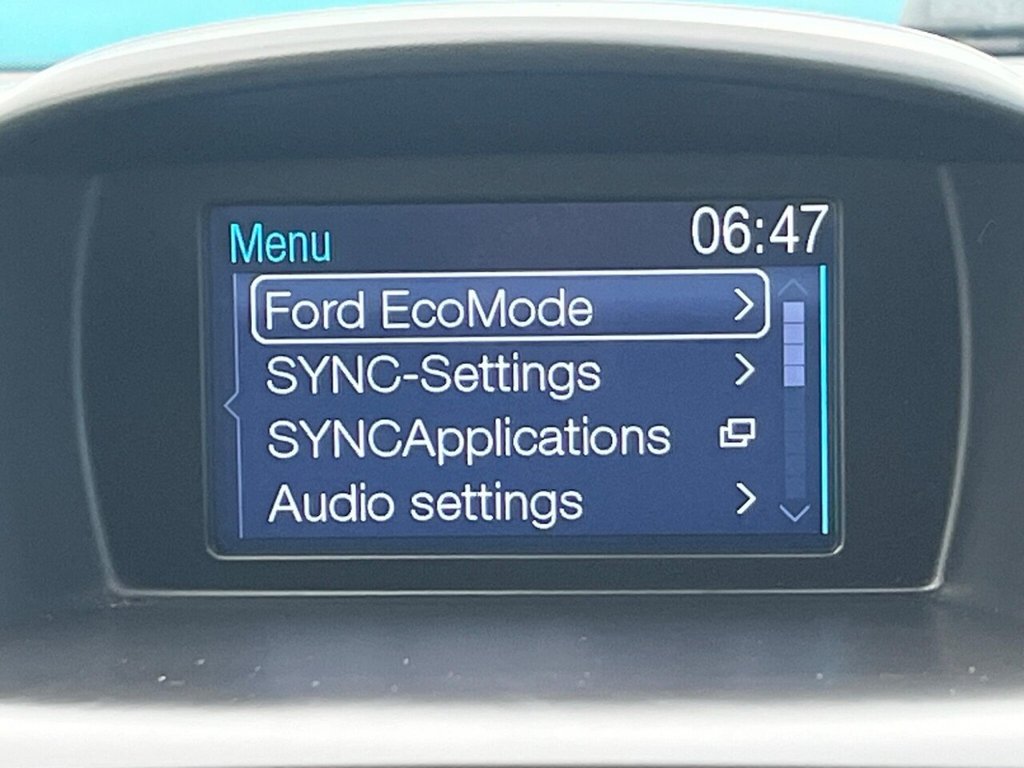 Menu 06:47
Ford EcoMode
SYNC-Settings
SYNCApplications
Audio settings